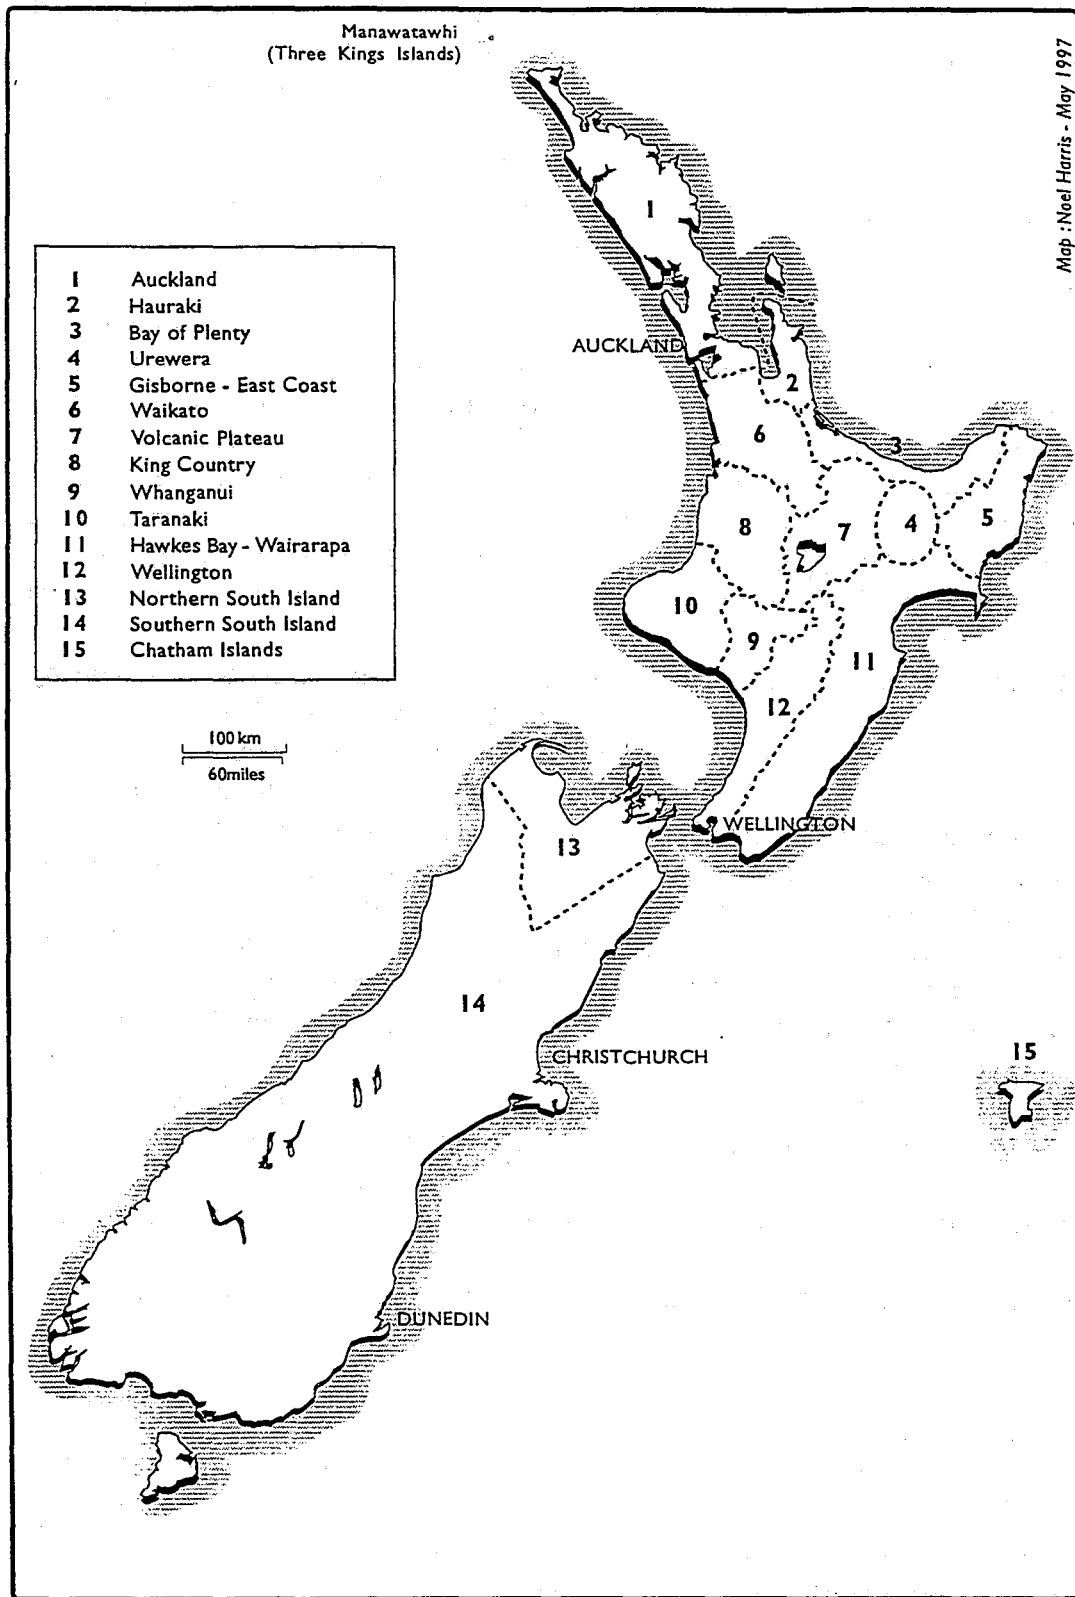 Manawatawhi
(Three Kings Islands)
Map : Noel Harris - May 1997
1 Auckland
2 Hauraki
3 Bay of Plenty
4 Urewera
5 Gisborne - East Coast
6 Waikato
7 Volcanic Plateau
8 King Country
9 Whanganui
10 Taranaki
11 Hawkes Bay - Wairarapa
12 Wellington
13 Northern South Island
14 Southern South Island
15 Chatham Islands
1
AUCKLAND
2
6
3
8
7
4
5
10
9
11
12
100 km
60miles
WELLINGTON
13
14
CHRISTCHURCH
15
DUNEDIN